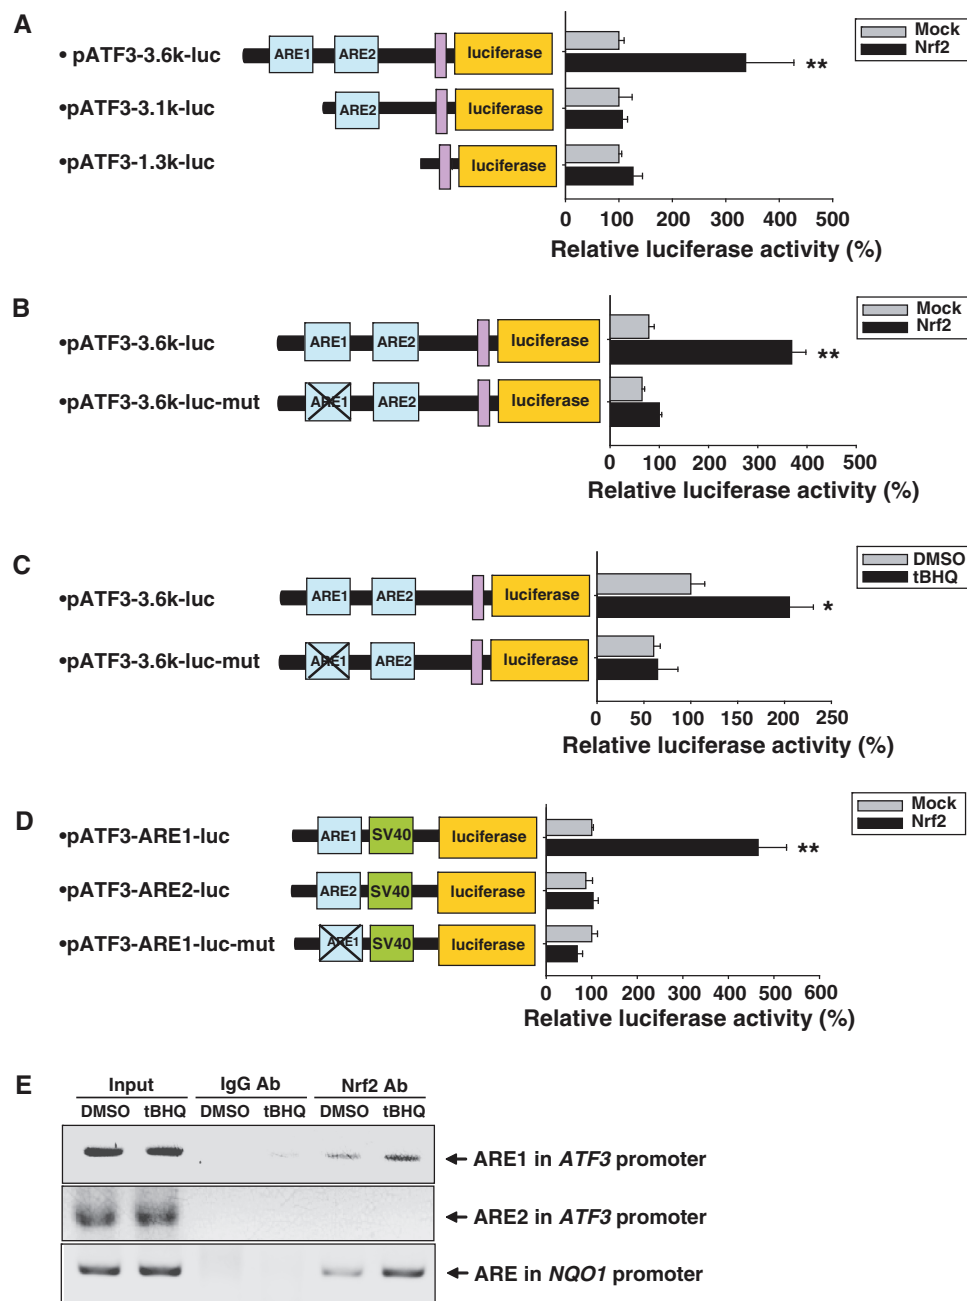 A
• pATF3-3.6k-luc
ARE1 ARE2 luciferase
•pATF3-3.1k-luc
ARE2 luciferase
•pATF3-1.3k-luc
luciferase
Mock
Nrf2
**
0 100 200 300 400 500
Relative luciferase activity (%)
B
•pATF3-3.6k-luc
ARE1 ARE2 luciferase
•pATF3-3.6k-luc-mut
ARE1 ARE2 luciferase
Mock
Nrf2
**
0 100 200 300 400 500
Relative luciferase activity (%)
C
•pATF3-3.6k-luc
ARE1 ARE2 luciferase
•pATF3-3.6k-luc-mut
ARE1 ARE2 luciferase
DMSO
tBHQ
*
0 50 100 150 200 250
Relative luciferase activity (%)
D
•pATF3-ARE1-luc
ARE1 SV40 luciferase
•pATF3-ARE2-luc
ARE2 SV40 luciferase
•pATF3-ARE1-luc-mut
ARE1 SV40 luciferase
Mock
Nrf2
**
0 100 200 300 400 500 600
Relative luciferase activity (%)
E
Input IgG Ab Nrf2 Ab
DMSO tBHQ DMSO tBHQ DMSO tBHQ
ARE1 in ATF3 promoter
ARE2 in ATF3 promoter
ARE in NQO1 promoter